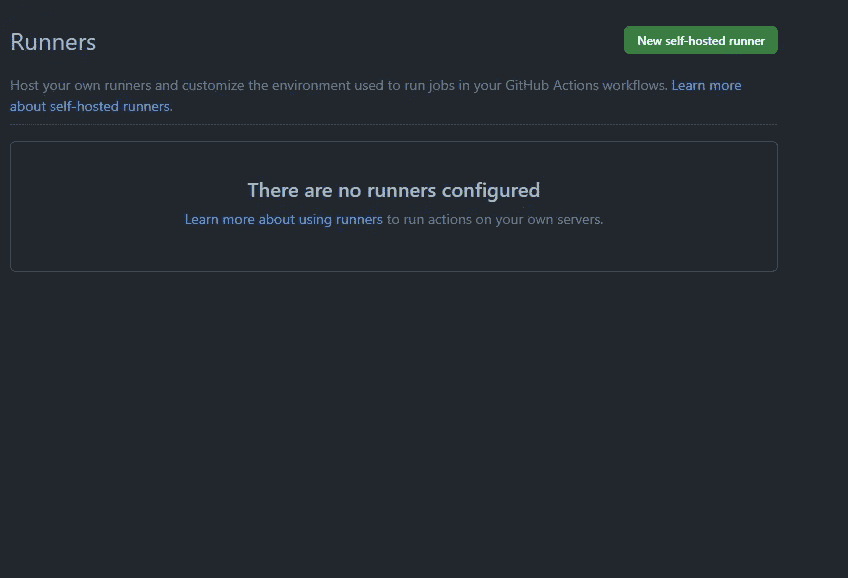 Runners
New self-hosted runner
Host your own runners and customize the environment used to run jobs in your GitHub Actions workflows. Learn more
about self-hosted runners.
There are no runners configured
Learn more about using runners to run actions on your own servers.